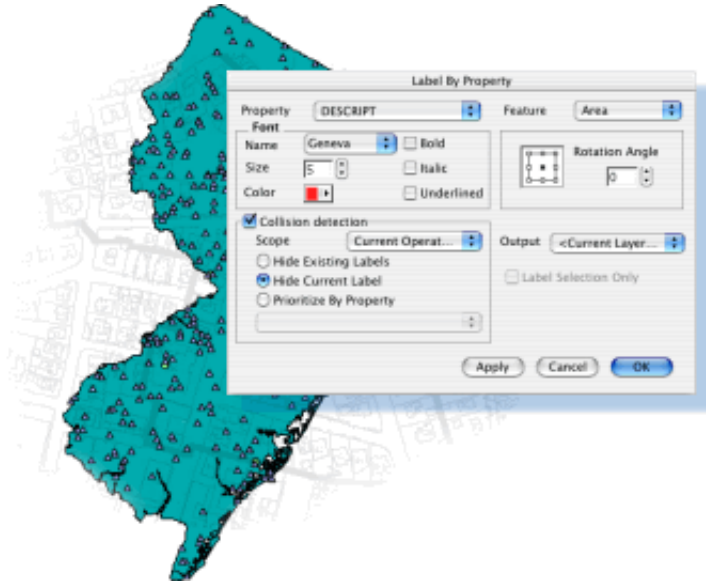 Label By Property
Property DESCRIPT Feature Area
Font
Name Geneva Bold
Size 5 Italic
Color Underlined
Rotation Angle
0
Collision detection
Scope Current Operat... Output <Current Layer...
Hide Existing Labels
Hide Current Label Label Selection Only
Prioritize By Property
Apply Cancel OK